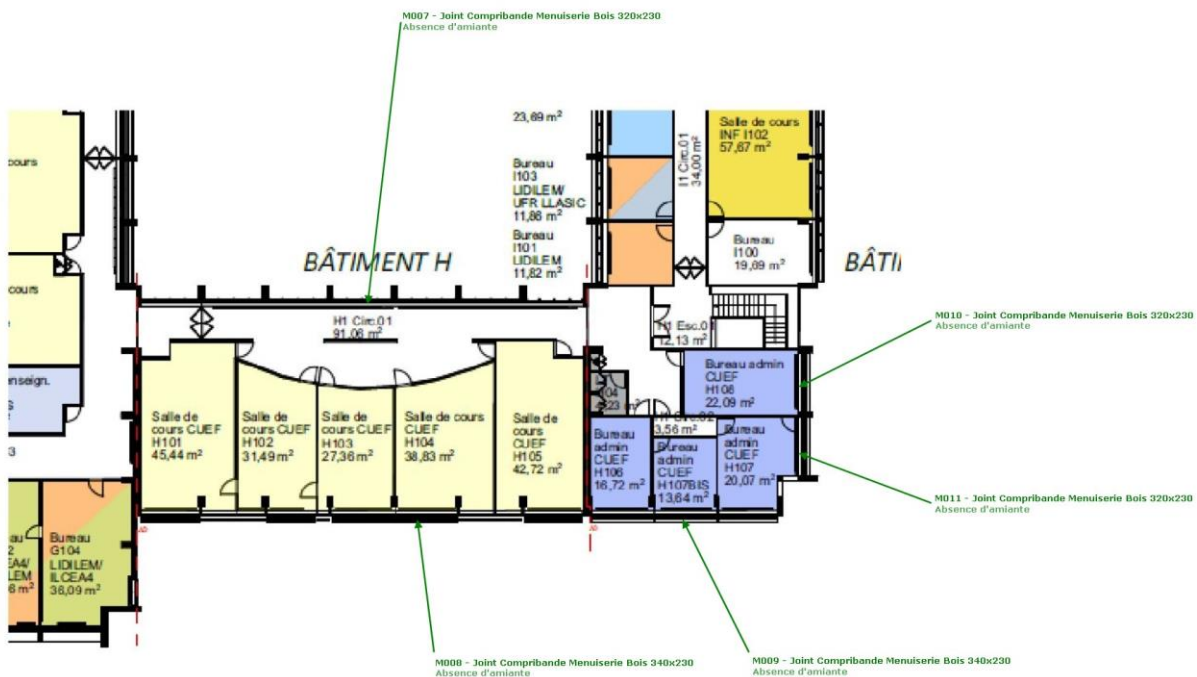 M007 - Joint Compribande Menuiserie Bois 320x230
Absence d'amiante
23,69 m²
Salle de cours
INF I102
57,67 m²
cours
I1 Circ.01
34,00 m²
Bureau
I103
LIDILEM/
UFR LLASIC
11,86 m²
Bureau
I101
LIDILEM
11,82 m²
Bureau
I100
19,69 m²
BÂTIMENT H
BÂTI
cours
H1 Circ.01
91,06 m²
H1 Esc.01
12,13 m²
M010 - Joint Compribande Menuiserie Bois 320x230
Absence d'amiante
enseign.
Bureau admin
CUEF
H108
22,09 m²
Salle de
cours CUEF
H101
45,44 m²
Salle de
cours CUEF
H102
31,49 m²
Salle de
cours CUEF
H103
27,36 m²
Salle de cours
CUEF
H104
38,83 m²
Salle de
cours
CUEF
H105
42,72 m²
3,56 m²
Bureau
admin
CUEF
H106
16,72 m²
Bureau
admin
CUEF
H107BIS
13,64 m²
Bureau
admin
CUEF
H107
20,07 m²
M011 - Joint Compribande Menuiserie Bois 320x230
Absence d'amiante
Bureau
G104
LIDILEM/
ILCEA4
36,09 m²
M008 - Joint Compribande Menuiserie Bois 340x230
Absence d'amiante
M009 - Joint Compribande Menuiserie Bois 340x230
Absence d'amiante